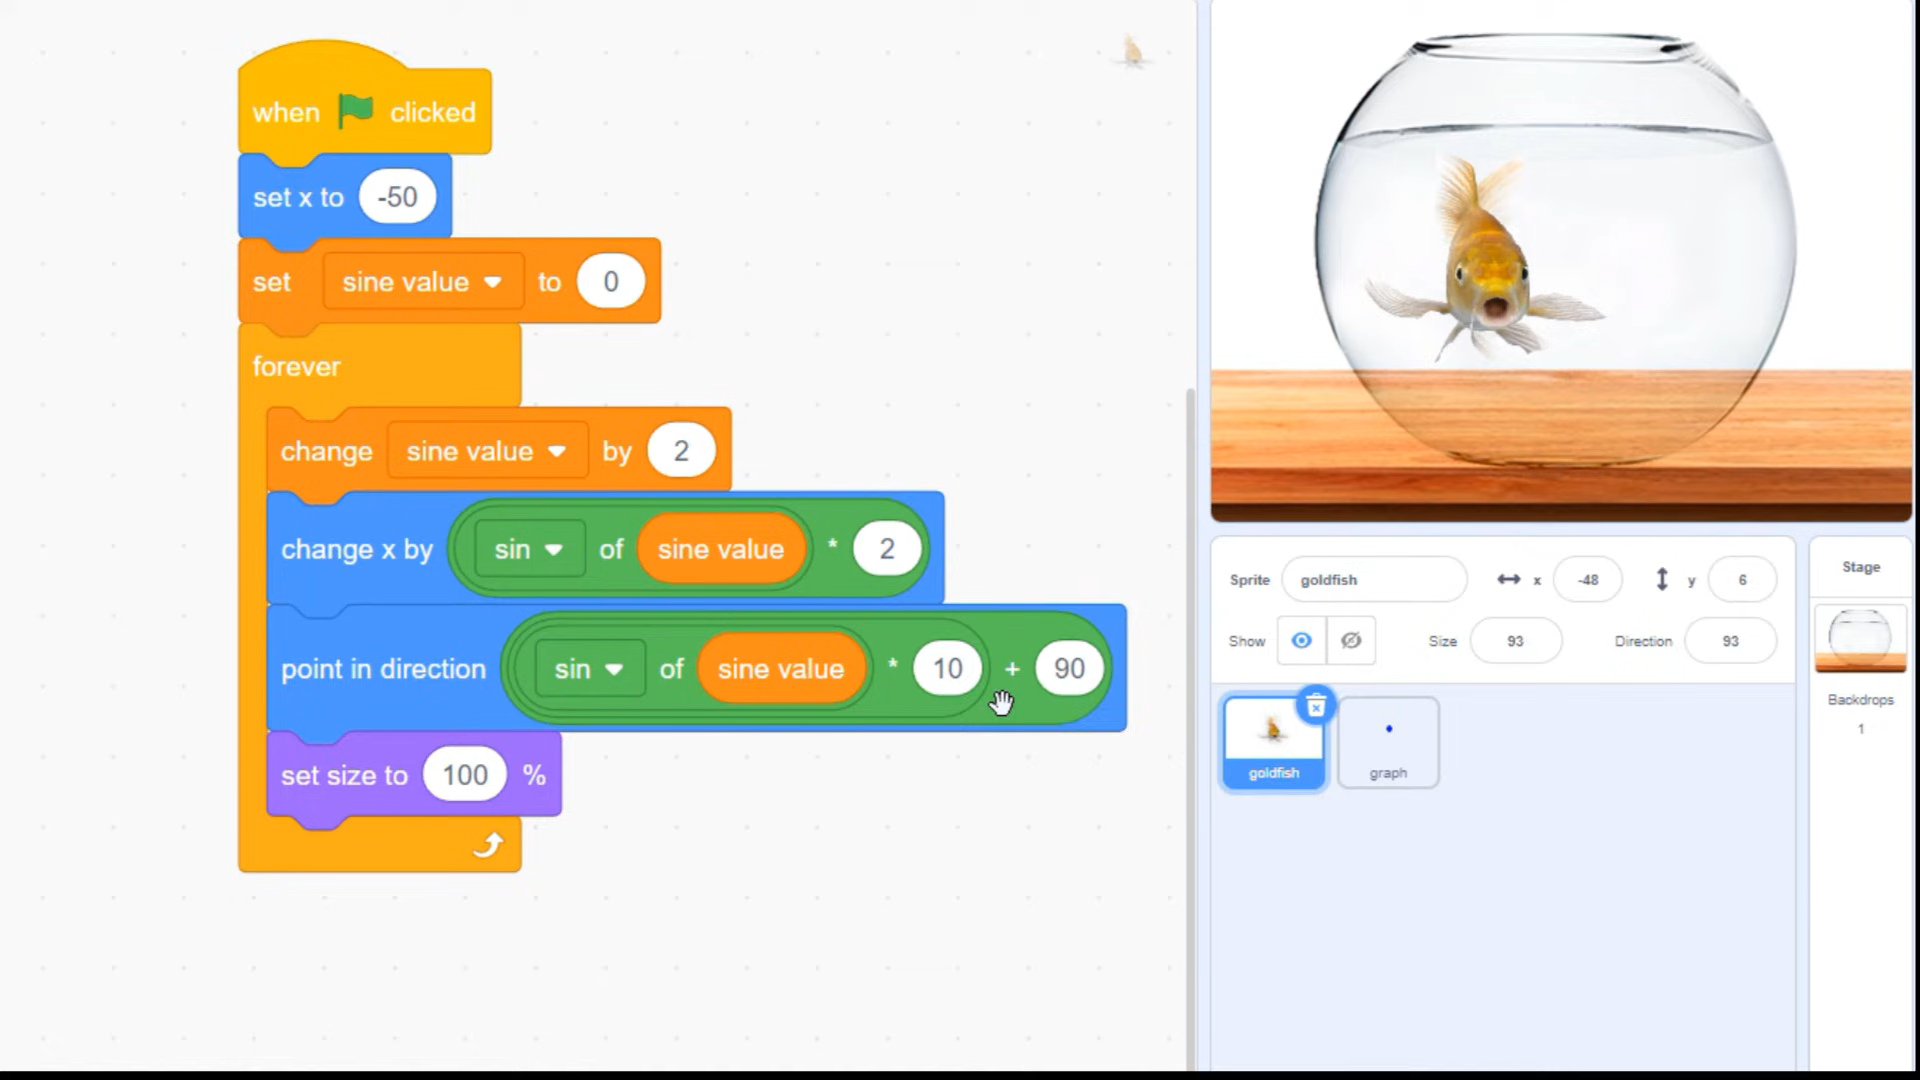 when clicked
set x to -50
set sine value to 0
forever
change sine value by 2
change x by sin of sine value * 2
point in direction sin of sine value * 10 + 90
set size to 100 %
Sprite goldfish x -48 y 6
Show Size 93 Direction 93
goldfish
graph
Stage
Backdrops
1